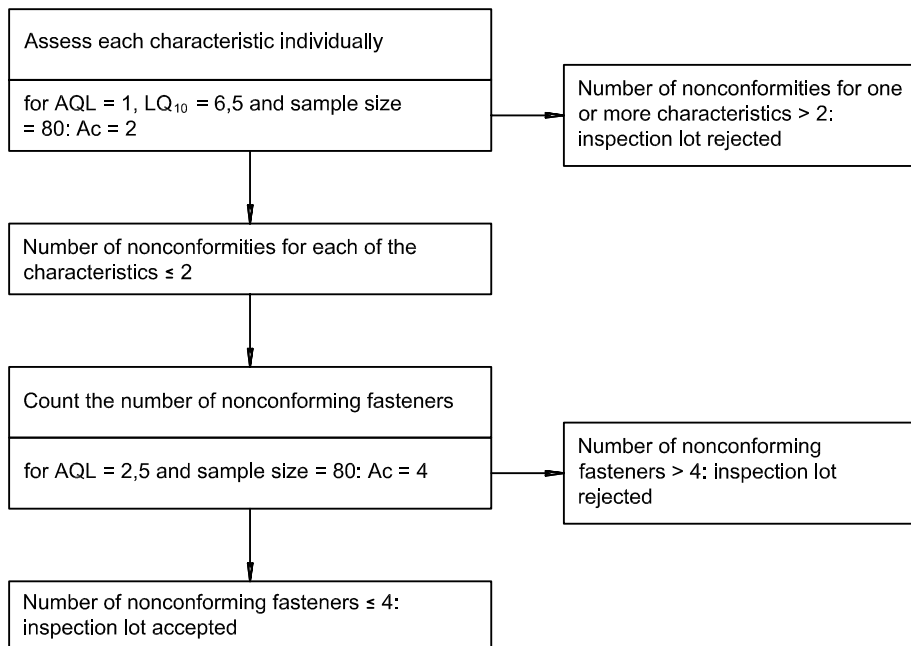 Assess each characteristic individually
for AQL = 1, LQ₁₀ = 6,5 and sample size
= 80: Ac = 2
Number of nonconformities for one
or more characteristics > 2:
inspection lot rejected
Number of nonconformities for each of the
characteristics ≤ 2
Count the number of nonconforming fasteners
for AQL = 2,5 and sample size = 80: Ac = 4
Number of nonconforming
fasteners > 4: inspection lot
rejected
Number of nonconforming fasteners ≤ 4:
inspection lot accepted